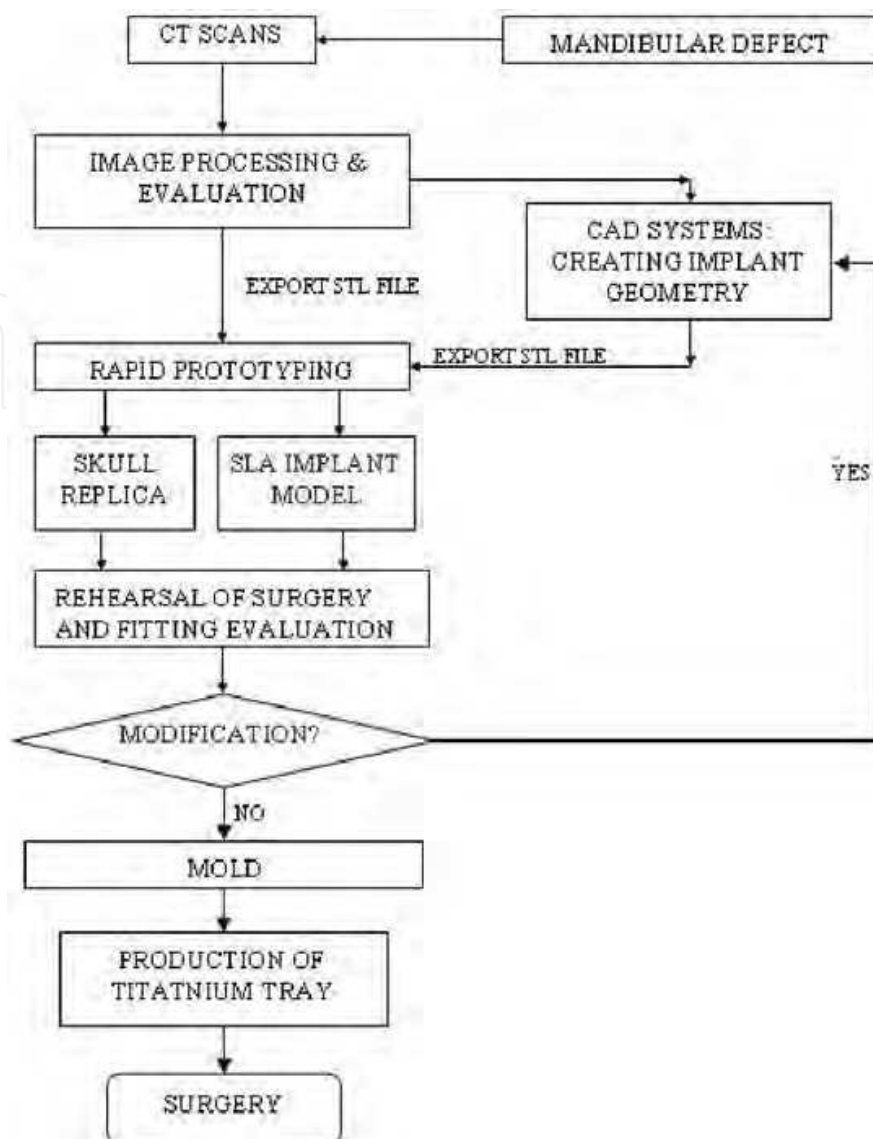 CT SCANS
MANDIBULAR DEFECT
IMAGE PROCESSING &
EVALUATION
CAD SYSTEMS:
CREATING IMPLANT
GEOMETRY
EXPORT STL FILE
EXPORT STL FILE
RAPID PROTOTYPING
SKULL
REPLICA
SLA IMPLANT
MODEL
YES
REHEARSAL OF SURGERY
AND FITTING EVALUATION
MODIFICATION?
NO
MOLD
PRODUCTION OF
TITATNIUM TRAY
SURGERY